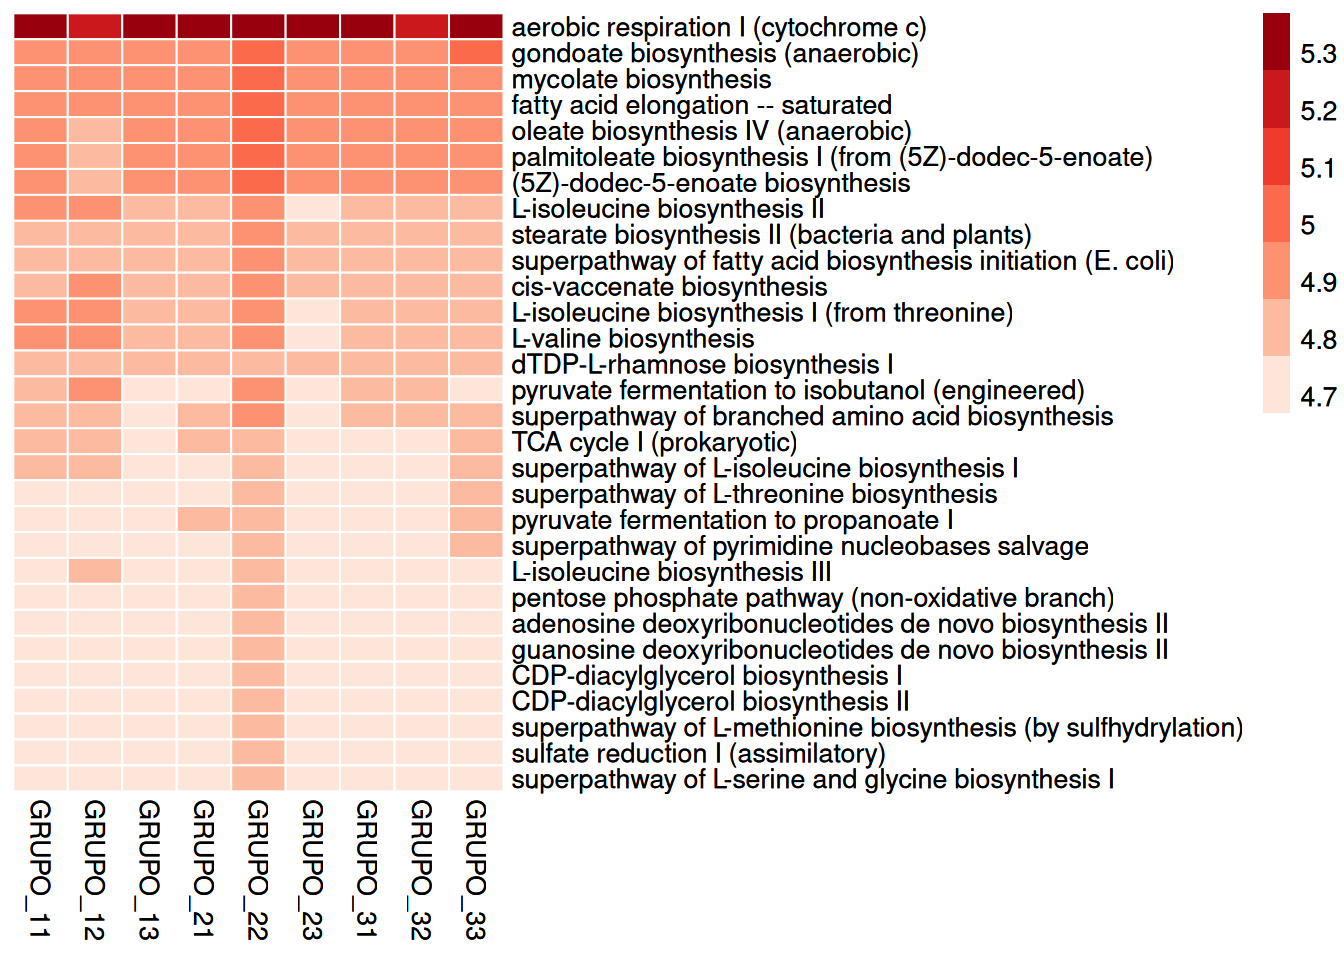 aerobic respiration I (cytochrome c)
gondoate biosynthesis (anaerobic)
mycolate biosynthesis
fatty acid elongation -- saturated
oleate biosynthesis IV (anaerobic)
palmitoleate biosynthesis I (from (5Z)-dodec-5-enoate)
(5Z)-dodec-5-enoate biosynthesis
L-isoleucine biosynthesis II
stearate biosynthesis II (bacteria and plants)
superpathway of fatty acid biosynthesis initiation (E. coli)
cis-vaccenate biosynthesis
L-isoleucine biosynthesis I (from threonine)
L-valine biosynthesis
dTDP-L-rhamnose biosynthesis I
pyruvate fermentation to isobutanol (engineered)
superpathway of branched amino acid biosynthesis
TCA cycle I (prokaryotic)
superpathway of L-isoleucine biosynthesis I
superpathway of L-threonine biosynthesis
pyruvate fermentation to propanoate I
superpathway of pyrimidine nucleobases salvage
L-isoleucine biosynthesis III
pentose phosphate pathway (non-oxidative branch)
adenosine deoxyribonucleotides de novo biosynthesis II
guanosine deoxyribonucleotides de novo biosynthesis II
CDP-diacylglycerol biosynthesis I
CDP-diacylglycerol biosynthesis II
superpathway of L-methionine biosynthesis (by sulfhydrylation)
sulfate reduction I (assimilatory)
superpathway of L-serine and glycine biosynthesis I
GRUPO_11
GRUPO_12
GRUPO_13
GRUPO_21
GRUPO_22
GRUPO_23
GRUPO_31
GRUPO_32
GRUPO_33
5.3
5.2
5.1
5
4.9
4.8
4.7